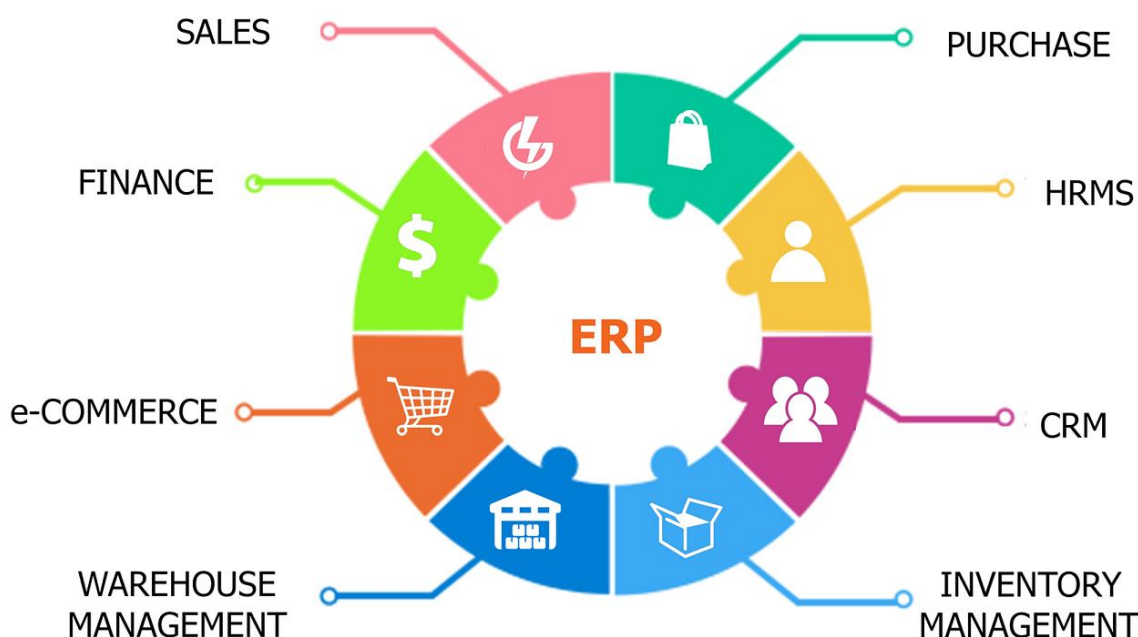 SALES
PURCHASE
FINANCE
HRMS
ERP
e-COMMERCE
CRM
WAREHOUSE
MANAGEMENT
INVENTORY
MANAGEMENT
$